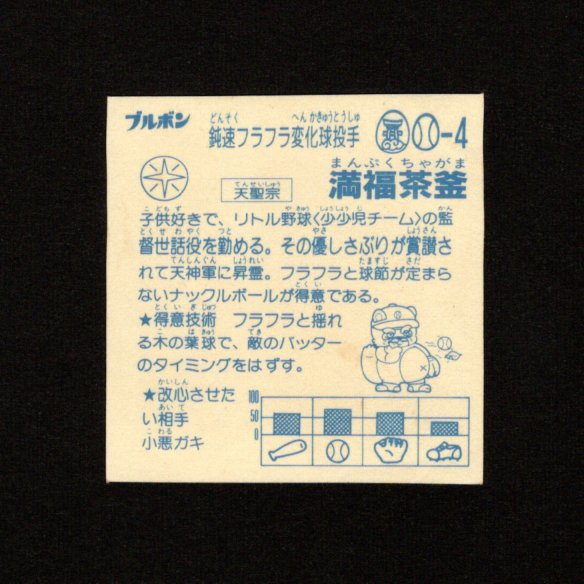 ブルボン
どんそく へんかきゅうとうしゅ
鈍速フラフラ変化球投手
-4
まんぷくちゃがま
満福茶釜
てんせいしゅう
天聖宗
こどもず やきゅう しょうしょうじ かん
子供好きで、リトル野球〈少少児チーム〉の監
とくせわやく つと やさ しょうさん
督世話役を勤める。その優しさぶりが賞讃さ
てんしんぐん しょうれい たますじ さだ
れて天神軍に昇霊。フラフラと球節が定まら
とくい
ないナックルボールが得意である。
とくいぎじゅつ ゆ
★得意技術 フラフラと揺れ
こ はきゅう てき
る木の葉球で、敵のバッター
のタイミングをはずす。
かいしん
★改心させた
あいて
い相手
こわる
小悪ガキ
100
50
0